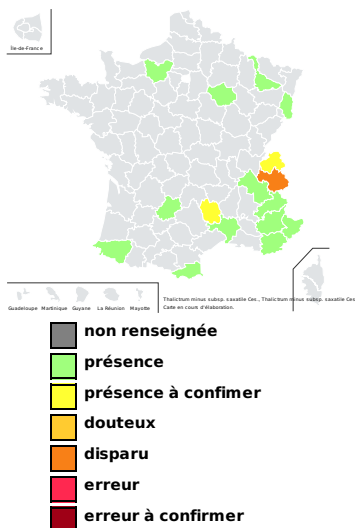 Île-de-France
Guadeloupe Martinique Guyane La Réunion Mayotte
Thalictrum minus subsp. saxatile Ces., Thalictrum minus subsp. saxatile Ces
Carte en cours d'élaboration.
non renseignée
présence
présence à confimer
douteux
disparu
erreur
erreur à confirmer